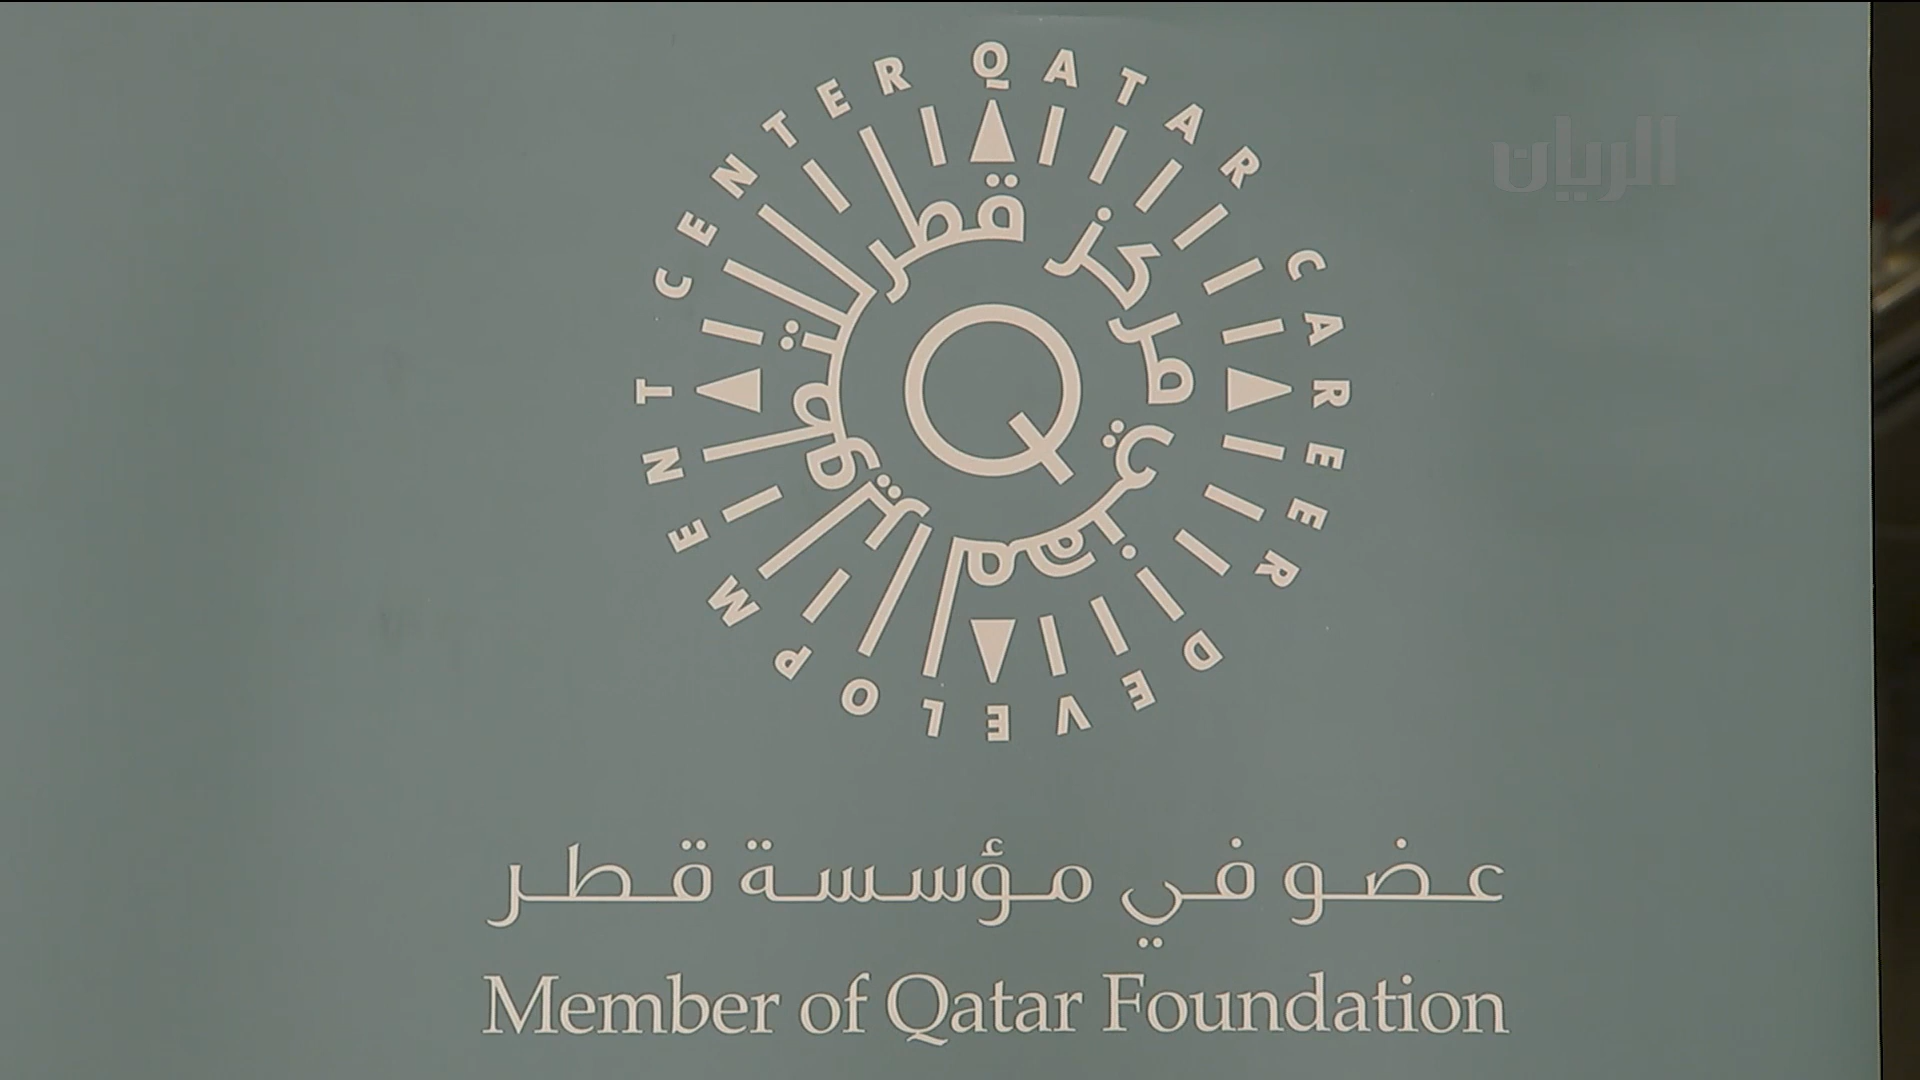 QATAR CAREER DEVELOPMENT CENTER
مركز قطر للتطوير المهني
Q
الريان
عضو في مؤسسة قطر
Member of Qatar Foundation